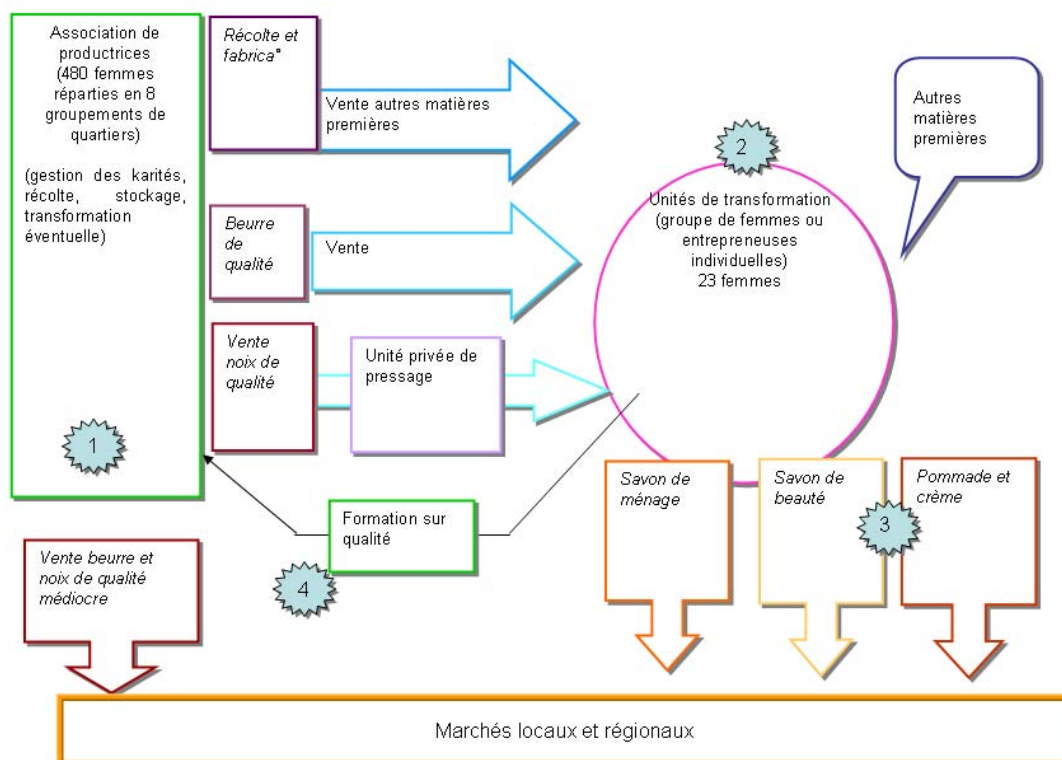 Association de
productrices
(480 femmes
réparties en 8
groupements de
quartiers)
(gestion des karités,
récolte, stockage,
transformation
éventuelle)
1
Récolte et
fabrica°
Vente autres matières
premières
Beurre
de
qualité
Vente
Vente
noix de
qualité
Unité privée de
pressage
2
Unités de transformation
(groupe de femmes ou
entrepreneuses
individuelles)
23 femmes
Autres
matières
premières
Formation sur
qualité
4
Savon de
ménage
Savon de
beauté
3
Pommade et
crème
Vente beurre et
noix de qualité
médiocre
Marchés locaux et régionaux